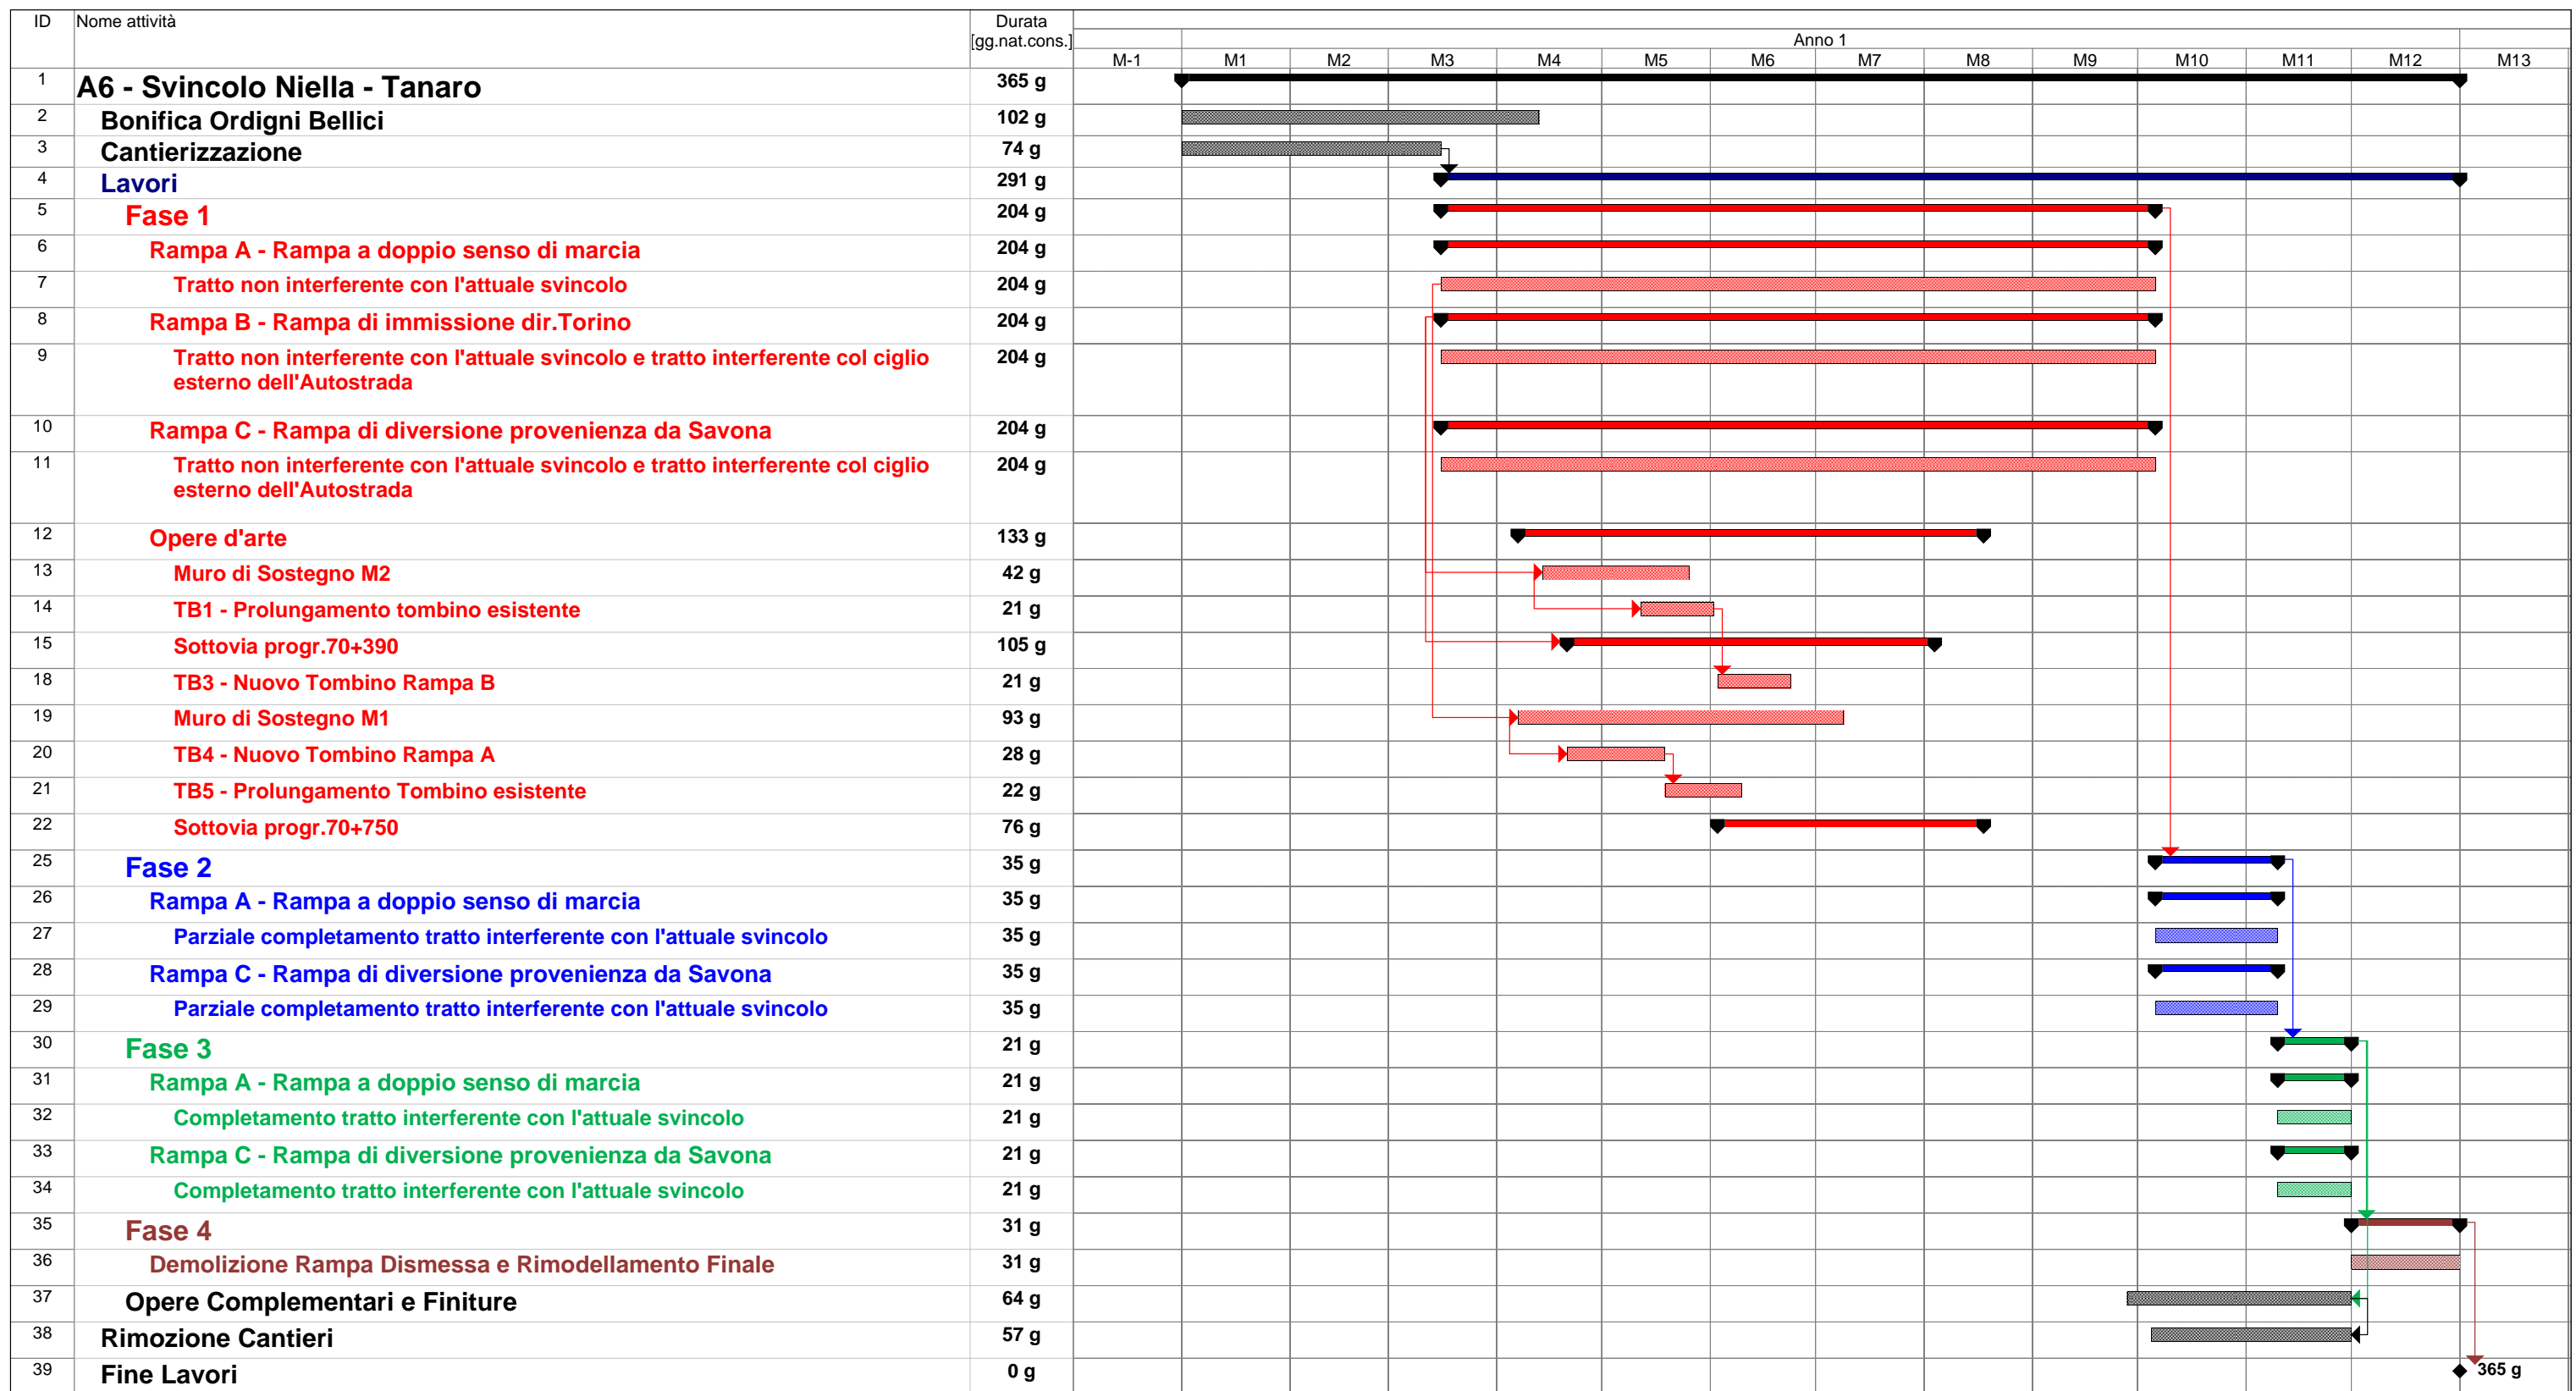 ID Nome attività Durata
[gg.nat.cons.]
Anno 1
M-1 M1 M2 M3 M4 M5 M6 M7 M8 M9 M10 M11 M12 M13
1 A6 - Svincolo Niella - Tanaro 365 g
2 Bonifica Ordigni Bellici 102 g
3 Cantierizzazione 74 g
4 Lavori 291 g
5 Fase 1 204 g
6 Rampa A - Rampa a doppio senso di marcia 204 g
7 Tratto non interferente con l'attuale svincolo 204 g
8 Rampa B - Rampa di immissione dir.Torino 204 g
9 Tratto non interferente con l'attuale svincolo e tratto interferente col ciglio 204 g
esterno dell'Autostrada
10 Rampa C - Rampa di diversione provenienza da Savona 204 g
11 Tratto non interferente con l'attuale svincolo e tratto interferente col ciglio 204 g
esterno dell'Autostrada
12 Opere d'arte 133 g
13 Muro di Sostegno M2 42 g
14 TB1 - Prolungamento tombino esistente 21 g
15 Sottovia progr.70+390 105 g
18 TB3 - Nuovo Tombino Rampa B 21 g
19 Muro di Sostegno M1 93 g
20 TB4 - Nuovo Tombino Rampa A 28 g
21 TB5 - Prolungamento Tombino esistente 22 g
22 Sottovia progr.70+750 76 g
25 Fase 2 35 g
26 Rampa A - Rampa a doppio senso di marcia 35 g
27 Parziale completamento tratto interferente con l'attuale svincolo 35 g
28 Rampa C - Rampa di diversione provenienza da Savona 35 g
29 Parziale completamento tratto interferente con l'attuale svincolo 35 g
30 Fase 3 21 g
31 Rampa A - Rampa a doppio senso di marcia 21 g
32 Completamento tratto interferente con l'attuale svincolo 21 g
33 Rampa C - Rampa di diversione provenienza da Savona 21 g
34 Completamento tratto interferente con l'attuale svincolo 21 g
35 Fase 4 31 g
36 Demolizione Rampa Dismessa e Rimodellamento Finale 31 g
37 Opere Complementari e Finiture 64 g
38 Rimozione Cantieri 57 g
39 Fine Lavori 0 g 365 g